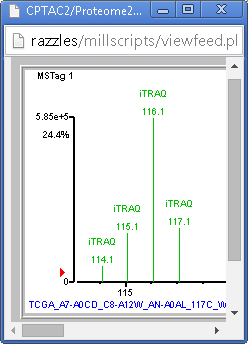 CPTAC2/Proteome2...
razzles/millscripts/viewfeed.pl
MSTag 1
iTRAQ
116.1
5.85e+5
24.4%
iTRAQ
115.1
iTRAQ
117.1
iTRAQ
114.1
0
115
TCGA_A7-A0CD_C8-A12W_AN-A0AL_117C_W